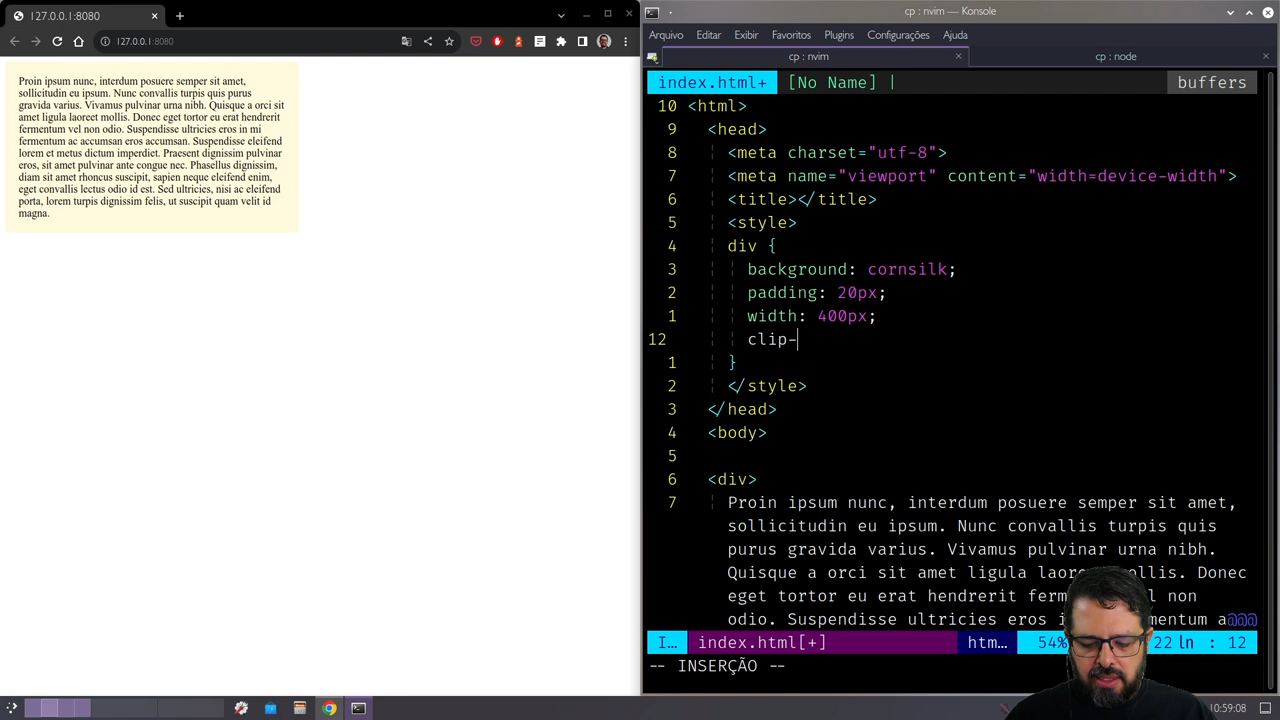 127.0.0.1:8080
127.0.0.1:8080
Proin ipsum nunc, interdum posuere semper sit amet,
sollicitudin eu ipsum. Nunc convallis turpis quis purus
gravida varius. Vivamus pulvinar urna nibh. Quisque a orci sit
amet ligula laoreet mollis. Donec eget tortor eu erat hendrerit
fermentum vel non odio. Suspendisse ultricies eros in mi
fermentum ac accumsan eros accumsan. Suspendisse eleifend
lorem et metus dictum imperdiet. Praesent dignissim pulvinar
eros, sit amet pulvinar ante congue nec. Phasellus dignissim,
diam sit amet rhoncus suscipit, sapien neque eleifend enim,
eget convallis lectus odio id est. Sed ultricies, nisi ac eleifend
porta, lorem turpis dignissim felis, ut suscipit quam velit id
magna.
cp : nvim — Konsole
Arquivo Editar Exibir Favoritos Plugins Configurações Ajuda
cp : nvim
cp : node
index.html+ [No Name] | buffers
10 <html>
9 <head>
8 <meta charset="utf-8">
7 <meta name="viewport" content="width=device-width">
6 <title></title>
5 <style>
4 div {
3 background: cornsilk;
2 padding: 20px;
1 width: 400px;
12 clip-
1 }
2 </style>
3 </head>
4 <body>
5
6 <div>
7 Proin ipsum nunc, interdum posuere semper sit amet,
sollicitudin eu ipsum. Nunc convallis turpis quis
purus gravida varius. Vivamus pulvinar urna nibh.
Quisque a orci sit amet ligula Donec
eget tortor eu erat hendrerit non
odio. Suspendisse ultricies eros a@@@
I… index.html[+] htm… 54% 22 ln : 12
-- INSERÇÃO --
10:59:08